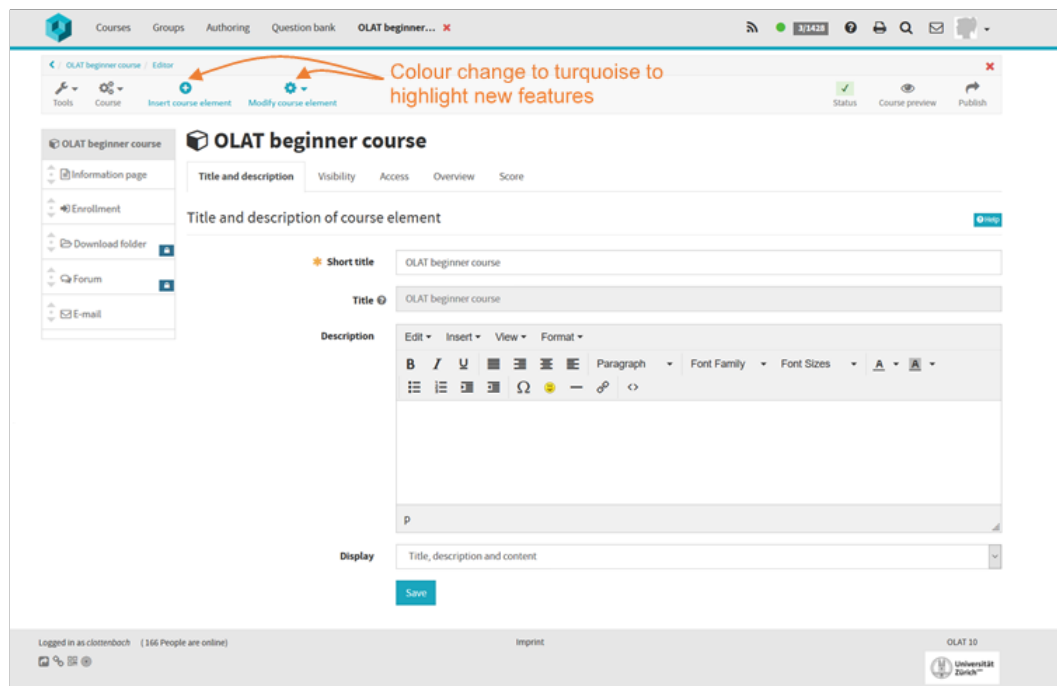 Courses Groups Authoring Question bank OLAT beginner... 3/1428
/ OLAT beginner course / Editor
Colour change to turquoise to
highlight new features
Tools Course Insert course element Modify course element Status Course preview Publish
OLAT beginner course
OLAT beginner course
Information page
Enrollment
Download folder
Forum
E-mail
Title and description Visibility Access Overview Score
Title and description of course element Help
Short title OLAT beginner course
Title OLAT beginner course
Description Edit Insert View Format
B I U Paragraph Font Family Font Sizes A A
Ω <>
p
Display Title, description and content
Save
Logged in as clottenbach (166 People are online) Imprint OLAT 10
Universität
Zürich UZH